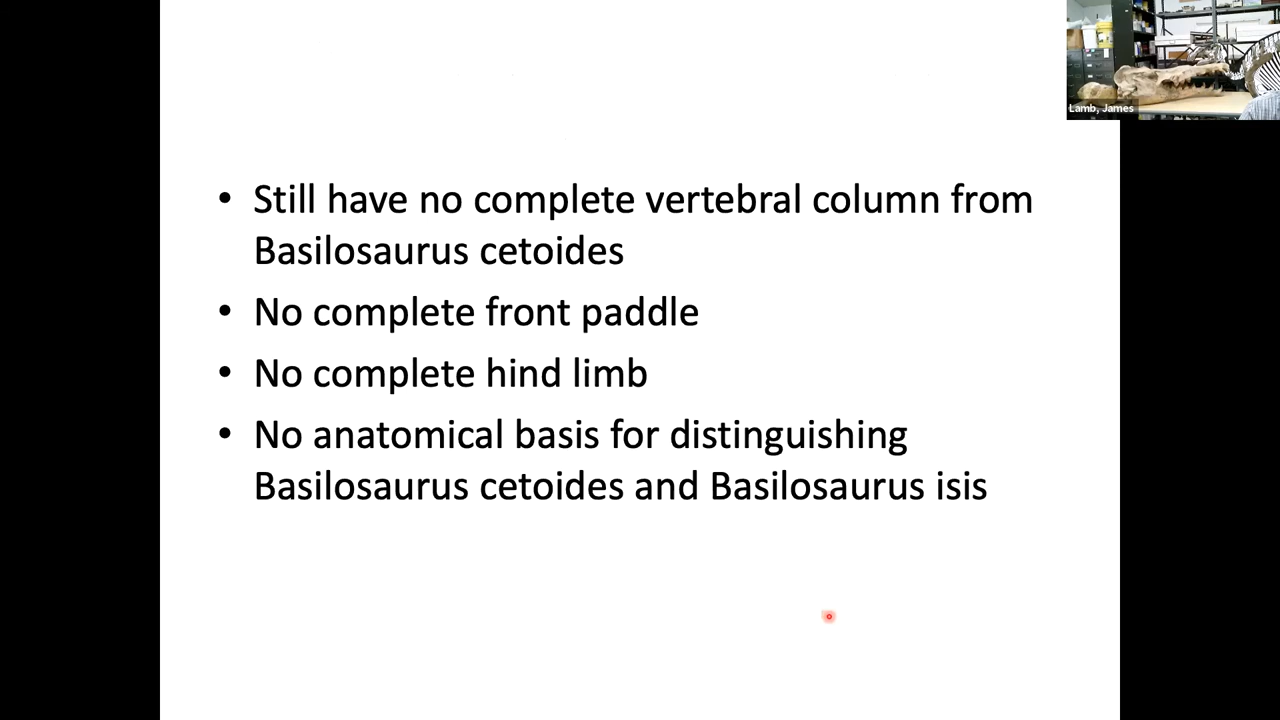 Lamb, James
• Still have no complete vertebral column from
Basilosaurus cetoides
• No complete front paddle
• No complete hind limb
• No anatomical basis for distinguishing
Basilosaurus cetoides and Basilosaurus isis